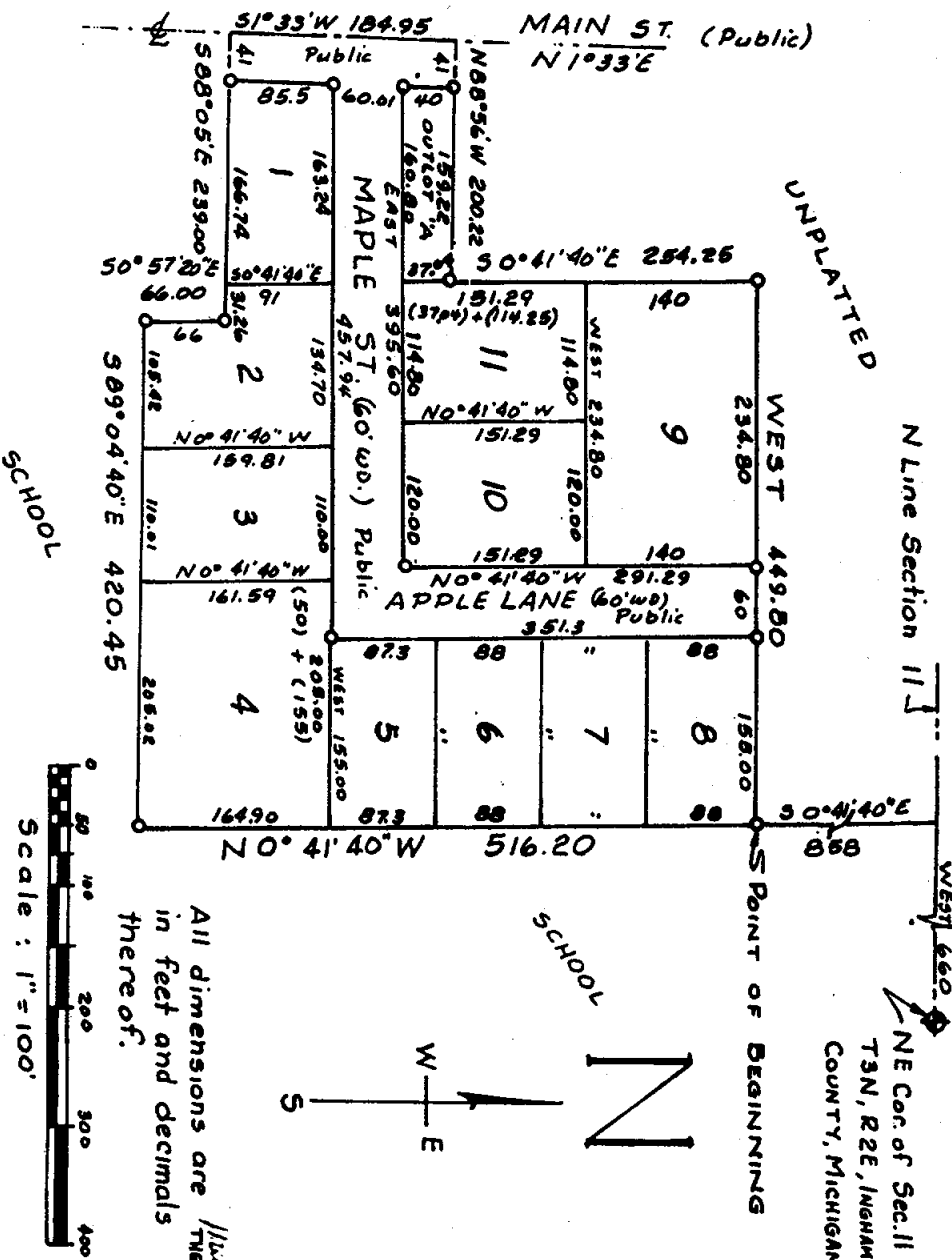 MAIN ST. (Public)
N 1°33'E
S1°33'W 184.95
Public
41
41
N88°56'W 200.22
S 88°05'E 239.00
85.5
60.01
40
OUTLOT "A"
159.22
160.80
EAST 395.60
MAPLE ST. (60' WD.) Public
457.94
1
163.24
166.74
S0°41'40"E
91
S0°57'20"E
66.00
31.26
66
S 0°41'40"E 254.25
151.29
(37.04)+(114.25)
140
UNPLATTED
2
134.70
105.42
N0°41'40"W
159.81
3
110.00
110.01
N0°41'40"W
161.59
11
114.80
114.80
N0°41'40"W
151.29
10
120.00
120.00
151.29
WEST 234.80
9
234.80
140
WEST 449.80
60
N Line Section 11
N0°41'40"W 291.29
APPLE LANE (60' WD)
Public
351.3
4
(50) + (155)
205.00
WEST 155.00
205.02
S 89°04'40"E 420.45
SCHOOL
87.3
88
"
88
5
6
7
8
"
"
"
155.00
164.90
87.3
88
"
88
N 0°41'40"W 516.20
S 0°41'40"E
858
WEST 660
POINT OF BEGINNING
SCHOOL
NE Cor. of Sec. 11
T3N, R2E, INGHAM
COUNTY, MICHIGAN
N
W
E
S
All dimensions are
in feet and decimals
thereof.
0
50
100
200
300
400
Scale : 1" = 100'